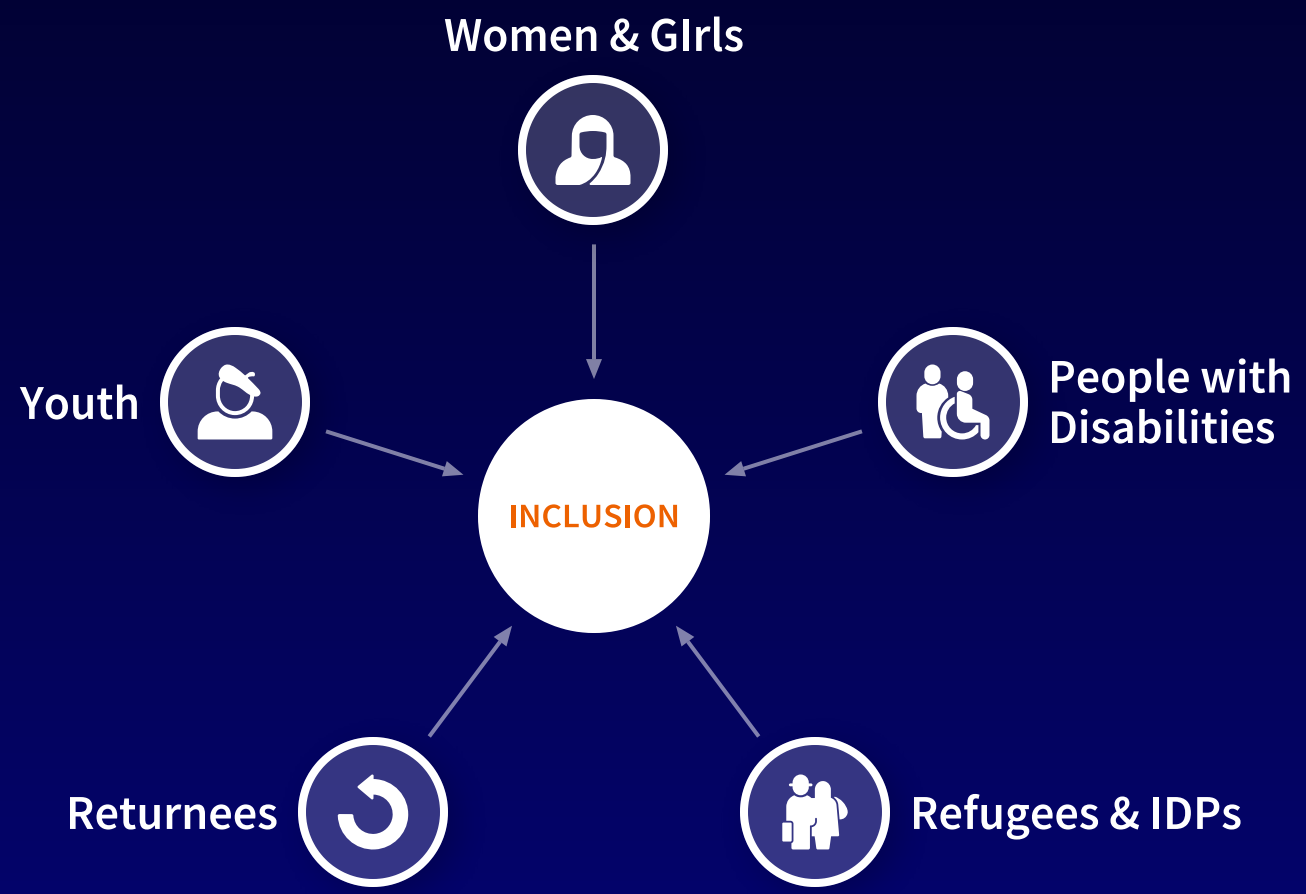 Women & GIrls
Youth
People with
Disabilities
INCLUSION
Returnees
Refugees & IDPs